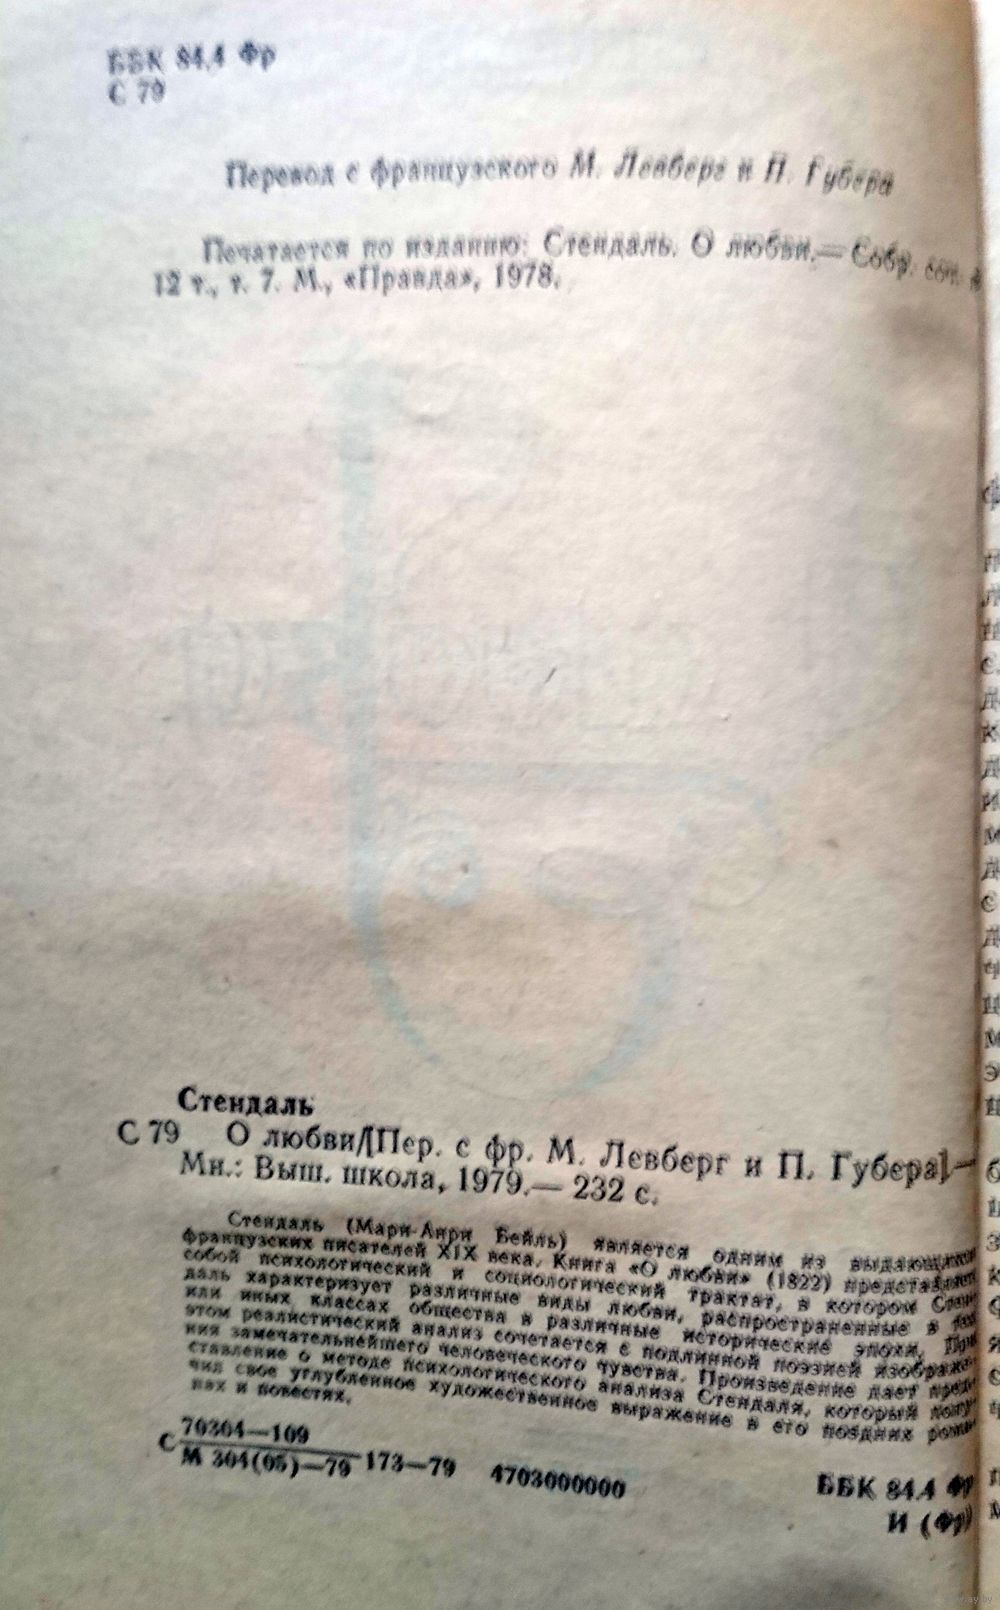 ББК 84.4 Фр
С 79
Перевод с французского М. Левберг и П. Губера
Печатается по изданию: Стендаль. О любви.— Собр. соч. в
12 т., т. 7. М., «Правда», 1978.
Стендаль
С 79 О любви/[Пер. с фр. М. Левберг и П. Губера].—
Мн.: Выш. школа, 1979.— 232 с.
Стендаль (Мари-Анри Бейль) является одним из выдающихся
французских писателей XIX века. Книга «О любви» (1822) представляет
собой психологический и социологический трактат, в котором Стен-
даль характеризует различные виды любви, распространенные в тех
или иных классах общества в различные исторические эпохи. При
этом реалистический анализ сочетается с подлинной поэзией изображе-
ния замечательнейшего человеческого чувства. Произведение дает пред-
ставление о методе психологического анализа Стендаля, который полу-
чил свое углубленное художественное выражение в его поздних рома-
нах и повестях.
С 70304—109
М 304(05)—79 173—79 4703000000
ББК 84.4 Фр
И (Фр)